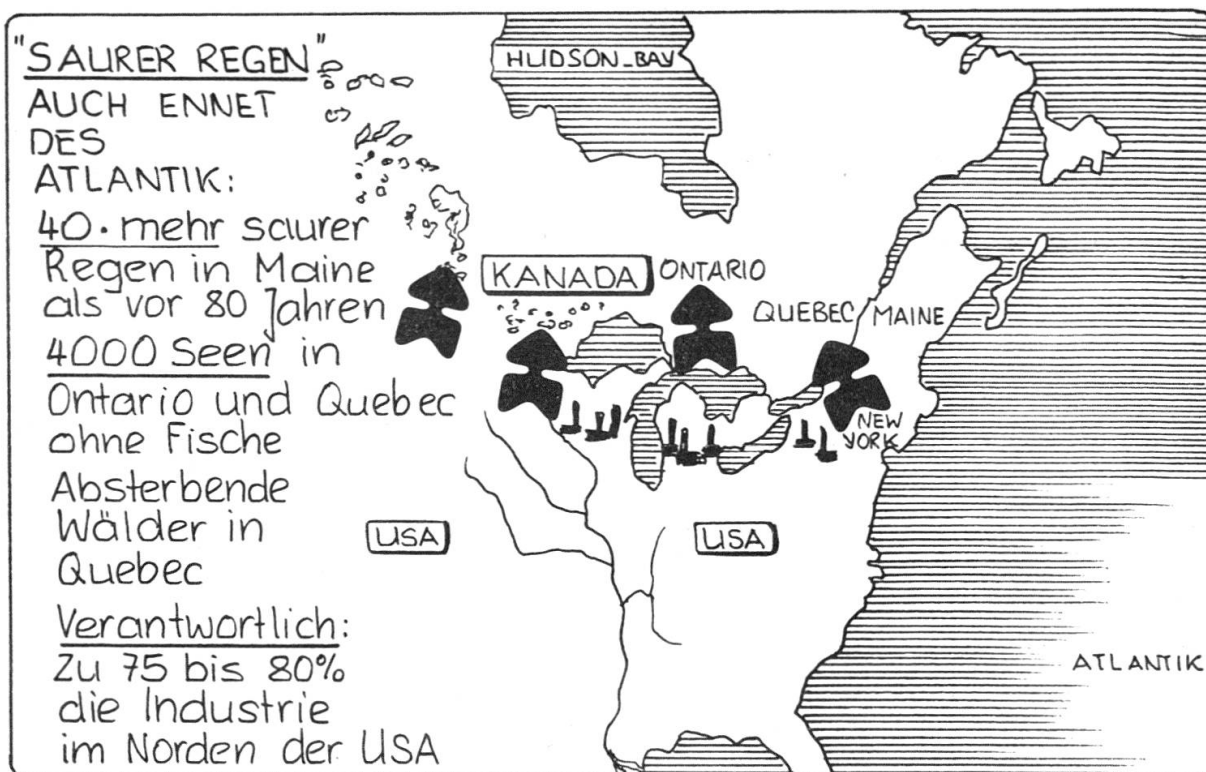 "SAURER REGEN"
AUCH ENNET
DES
ATLANTIK:
40·mehr saurer
Regen in Maine
als vor 80 Jahren
4000 Seen in
Ontario und Quebec
ohne Fische
Absterbende
Wälder in
Quebec
Verantwortlich:
Zu 75 bis 80%
die Industrie
im Norden der USA
HUDSON-BAY
KANADA
ONTARIO
QUEBEC
MAINE
NEW
YORK
USA
USA
ATLANTIK